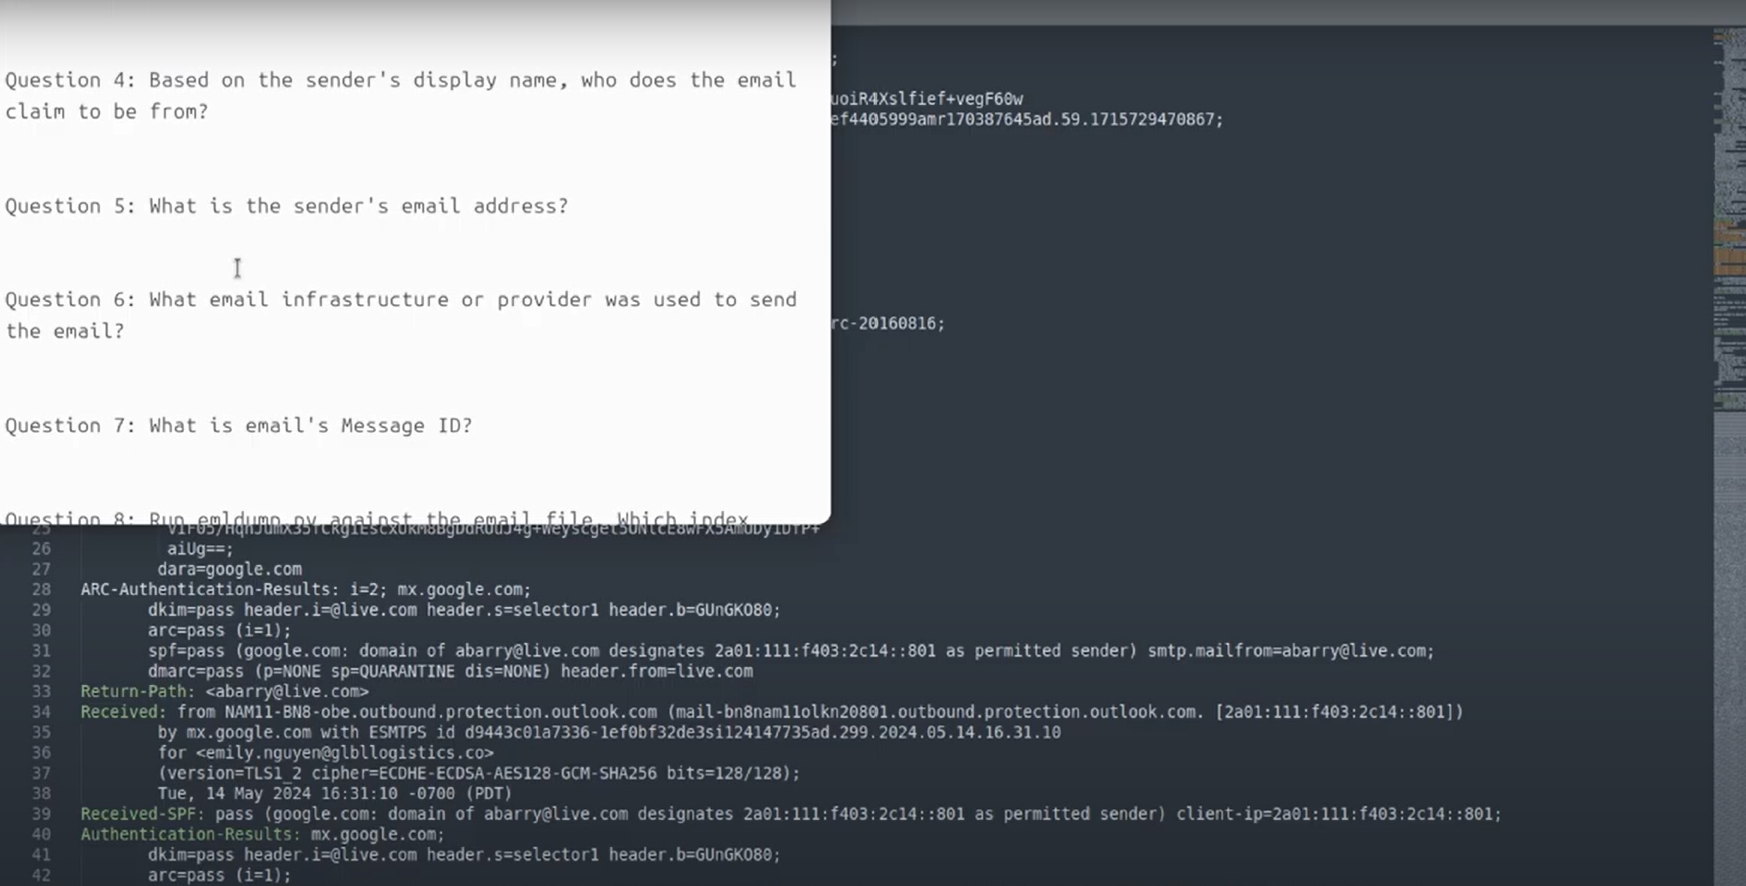 Question 4: Based on the sender's display name, who does the email
claim to be from?
Question 5: What is the sender's email address?
Question 6: What email infrastructure or provider was used to send
the email?
Question 7: What is email's Message ID?
Question 8: Run emldump.py against the email file. Which index
;
uoiR4Xslfief+vegF60w
ef4405999amr170387645ad.59.1715729470867;
rc-20160816;
25
26 aiUg==;
27 dara=google.com
28 ARC-Authentication-Results: i=2; mx.google.com;
29 dkim=pass header.i=@live.com header.s=selector1 header.b=GUnGKO80;
30 arc=pass (i=1);
31 spf=pass (google.com: domain of abarry@live.com designates 2a01:111:f403:2c14::801 as permitted sender) smtp.mailfrom=abarry@live.com;
32 dmarc=pass (p=NONE sp=QUARANTINE dis=NONE) header.from=live.com
33 Return-Path: <abarry@live.com>
34 Received: from NAM11-BN8-obe.outbound.protection.outlook.com (mail-bn8nam11olkn20801.outbound.protection.outlook.com. [2a01:111:f403:2c14::801])
35 by mx.google.com with ESMTPS id d9443c01a7336-1ef0bf32de3si124147735ad.299.2024.05.14.16.31.10
36 for <emily.nguyen@glbllogistics.co>
37 (version=TLS1_2 cipher=ECDHE-ECDSA-AES128-GCM-SHA256 bits=128/128);
38 Tue, 14 May 2024 16:31:10 -0700 (PDT)
39 Received-SPF: pass (google.com: domain of abarry@live.com designates 2a01:111:f403:2c14::801 as permitted sender) client-ip=2a01:111:f403:2c14::801;
40 Authentication-Results: mx.google.com;
41 dkim=pass header.i=@live.com header.s=selector1 header.b=GUnGKO80;
42 arc=pass (i=1);